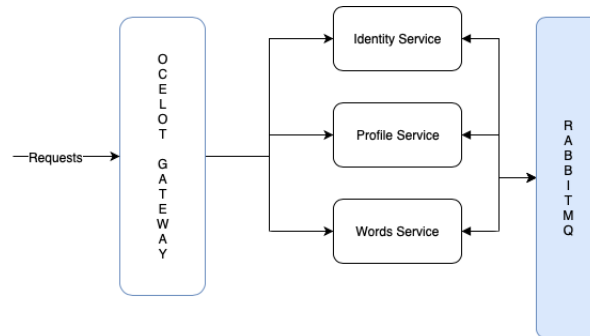 Requests
OCELOT GATEWAY
Identity Service
Profile Service
Words Service
RABBITMQ